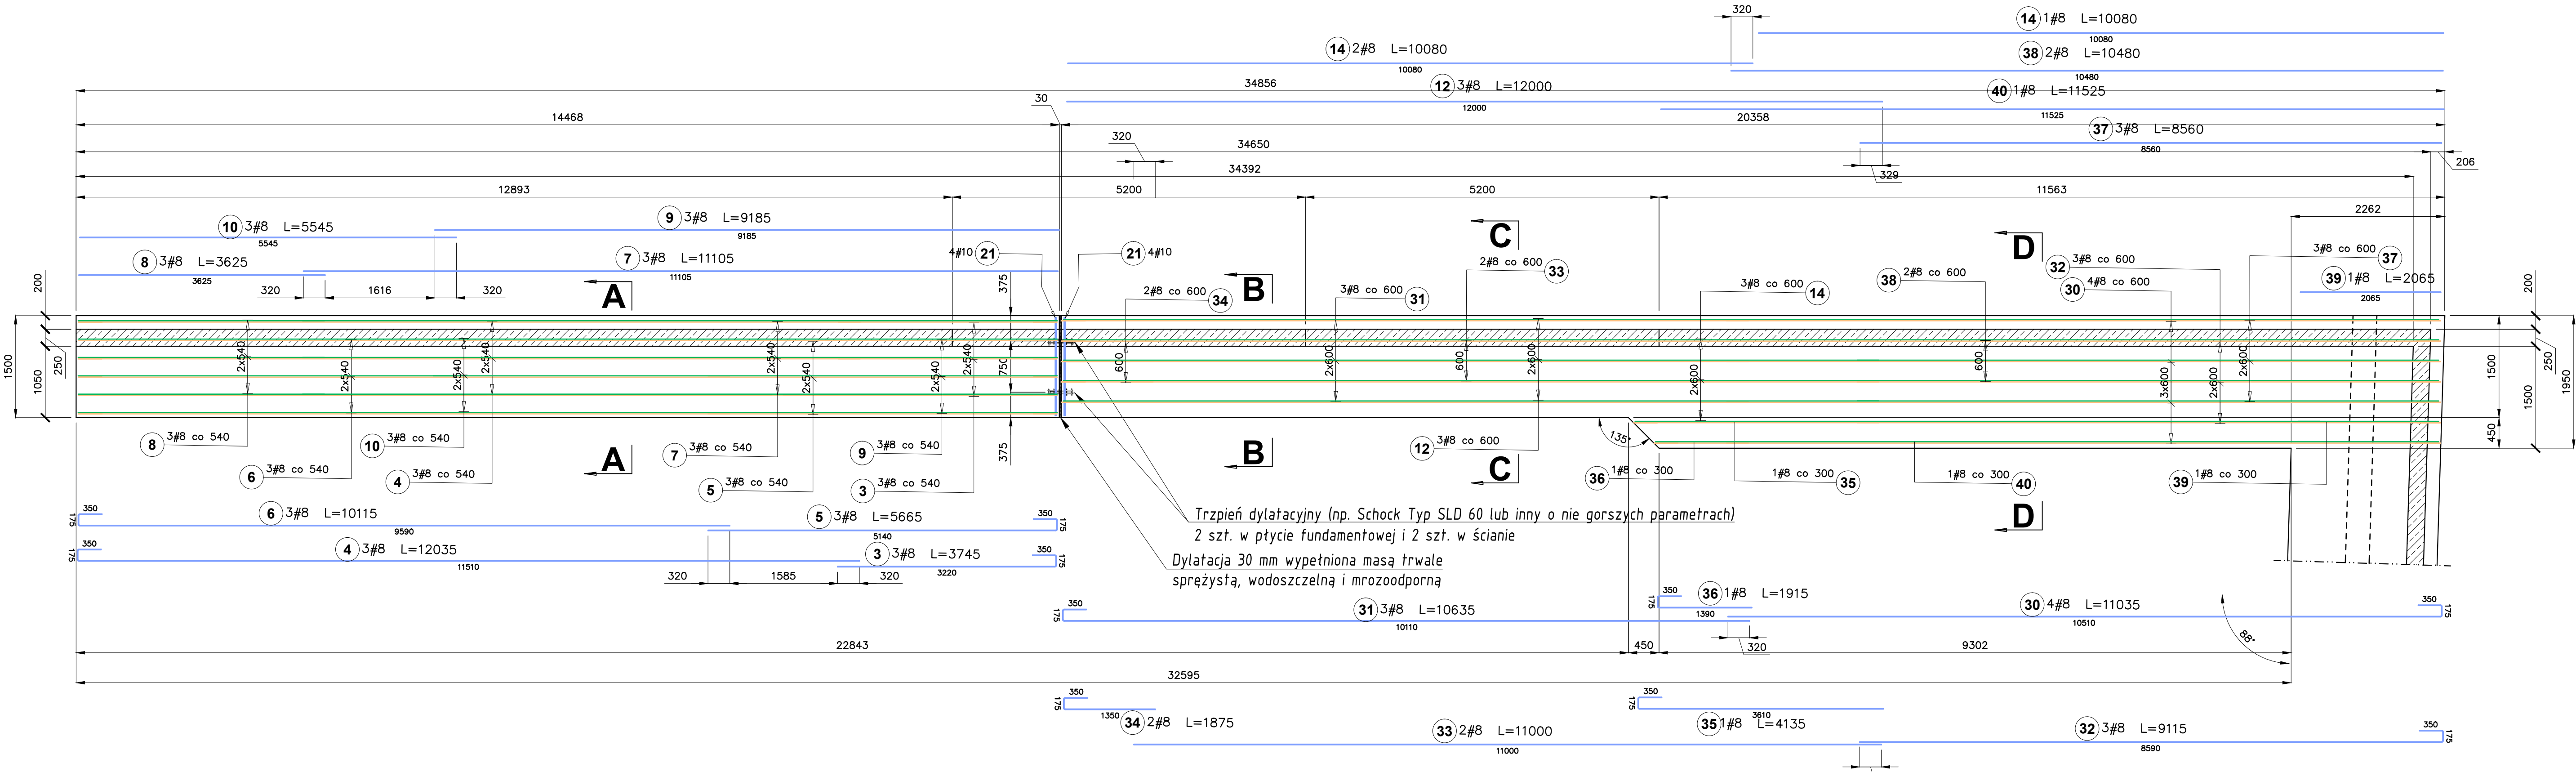 320
14 1#8 L=10080
10080
14 2#8 L=10080
10080
38 2#8 L=10480
10480
34856
12 3#8 L=12000
12000
40 1#8 L=11525
11525
30
14468
20358
320
37 3#8 L=8560
8560
34650
206
34392
329
12893
5200
5200
11563
2262
10 3#8 L=5545
5545
9 3#8 L=9185
9185
8 3#8 L=3625
3625
7 3#8 L=11105
11105
320
1616
320
4#10 21
21 4#10
375
A
B
C
D
2#8 co 600 34
3#8 co 600 31
2#8 co 600 33
3#8 co 600 14
38 2#8 co 600
32 3#8 co 600
30 4#8 co 600
3#8 co 600 37
39 1#8 L=2065
2065
200
250
1500
1050
2x540
2x540
2x540
2x540
2x540
2x540
2x540
2x540
750
375
600
2x600
600
2x600
2x600
600
3x600
2x600
2x600
200
1500
450
250
1500
1950
8 3#8 co 540
6 3#8 co 540
10 3#8 co 540
4 3#8 co 540
A
7 3#8 co 540
5 3#8 co 540
9 3#8 co 540
3 3#8 co 540
B
12 3#8 co 600
C
135°
36 1#8 co 300
1#8 co 300 35
1#8 co 300 40
39 1#8 co 300
D
350
175
6 3#8 L=10115
9590
5 3#8 L=5665
5140
350
175
350
175
4 3#8 L=12035
11510
3 3#8 L=3745
3220
350
175
320
1585
320
Trzpień dylatacyjny (np. Schock Typ SLD 60 lub inny o nie gorszych parametrach)
2 szt. w płycie fundamentowej i 2 szt. w ścianie
Dylatacja 30 mm wypełniona masą trwale
sprężystą, wodoszczelną i mrozoodporną
350
175
31 3#8 L=10635
10110
350
175
36 1#8 L=1915
1390
30 4#8 L=11035
10510
350
175
320
88°
22843
450
9302
32595
350
175
1350
34 2#8 L=1875
33 2#8 L=11000
11000
350
175
3610
35 1#8 L=4135
32 3#8 L=9115
8590
350
175